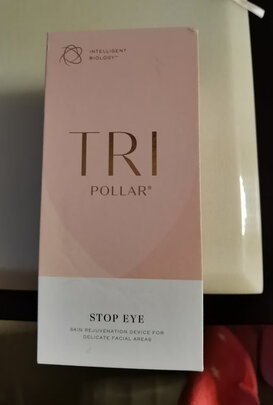 INTELLIGENT
BIOLOGY™
TRI
POLLAR®
STOP EYE
SKIN REJUVENATION DEVICE FOR
DELICATE FACIAL AREAS